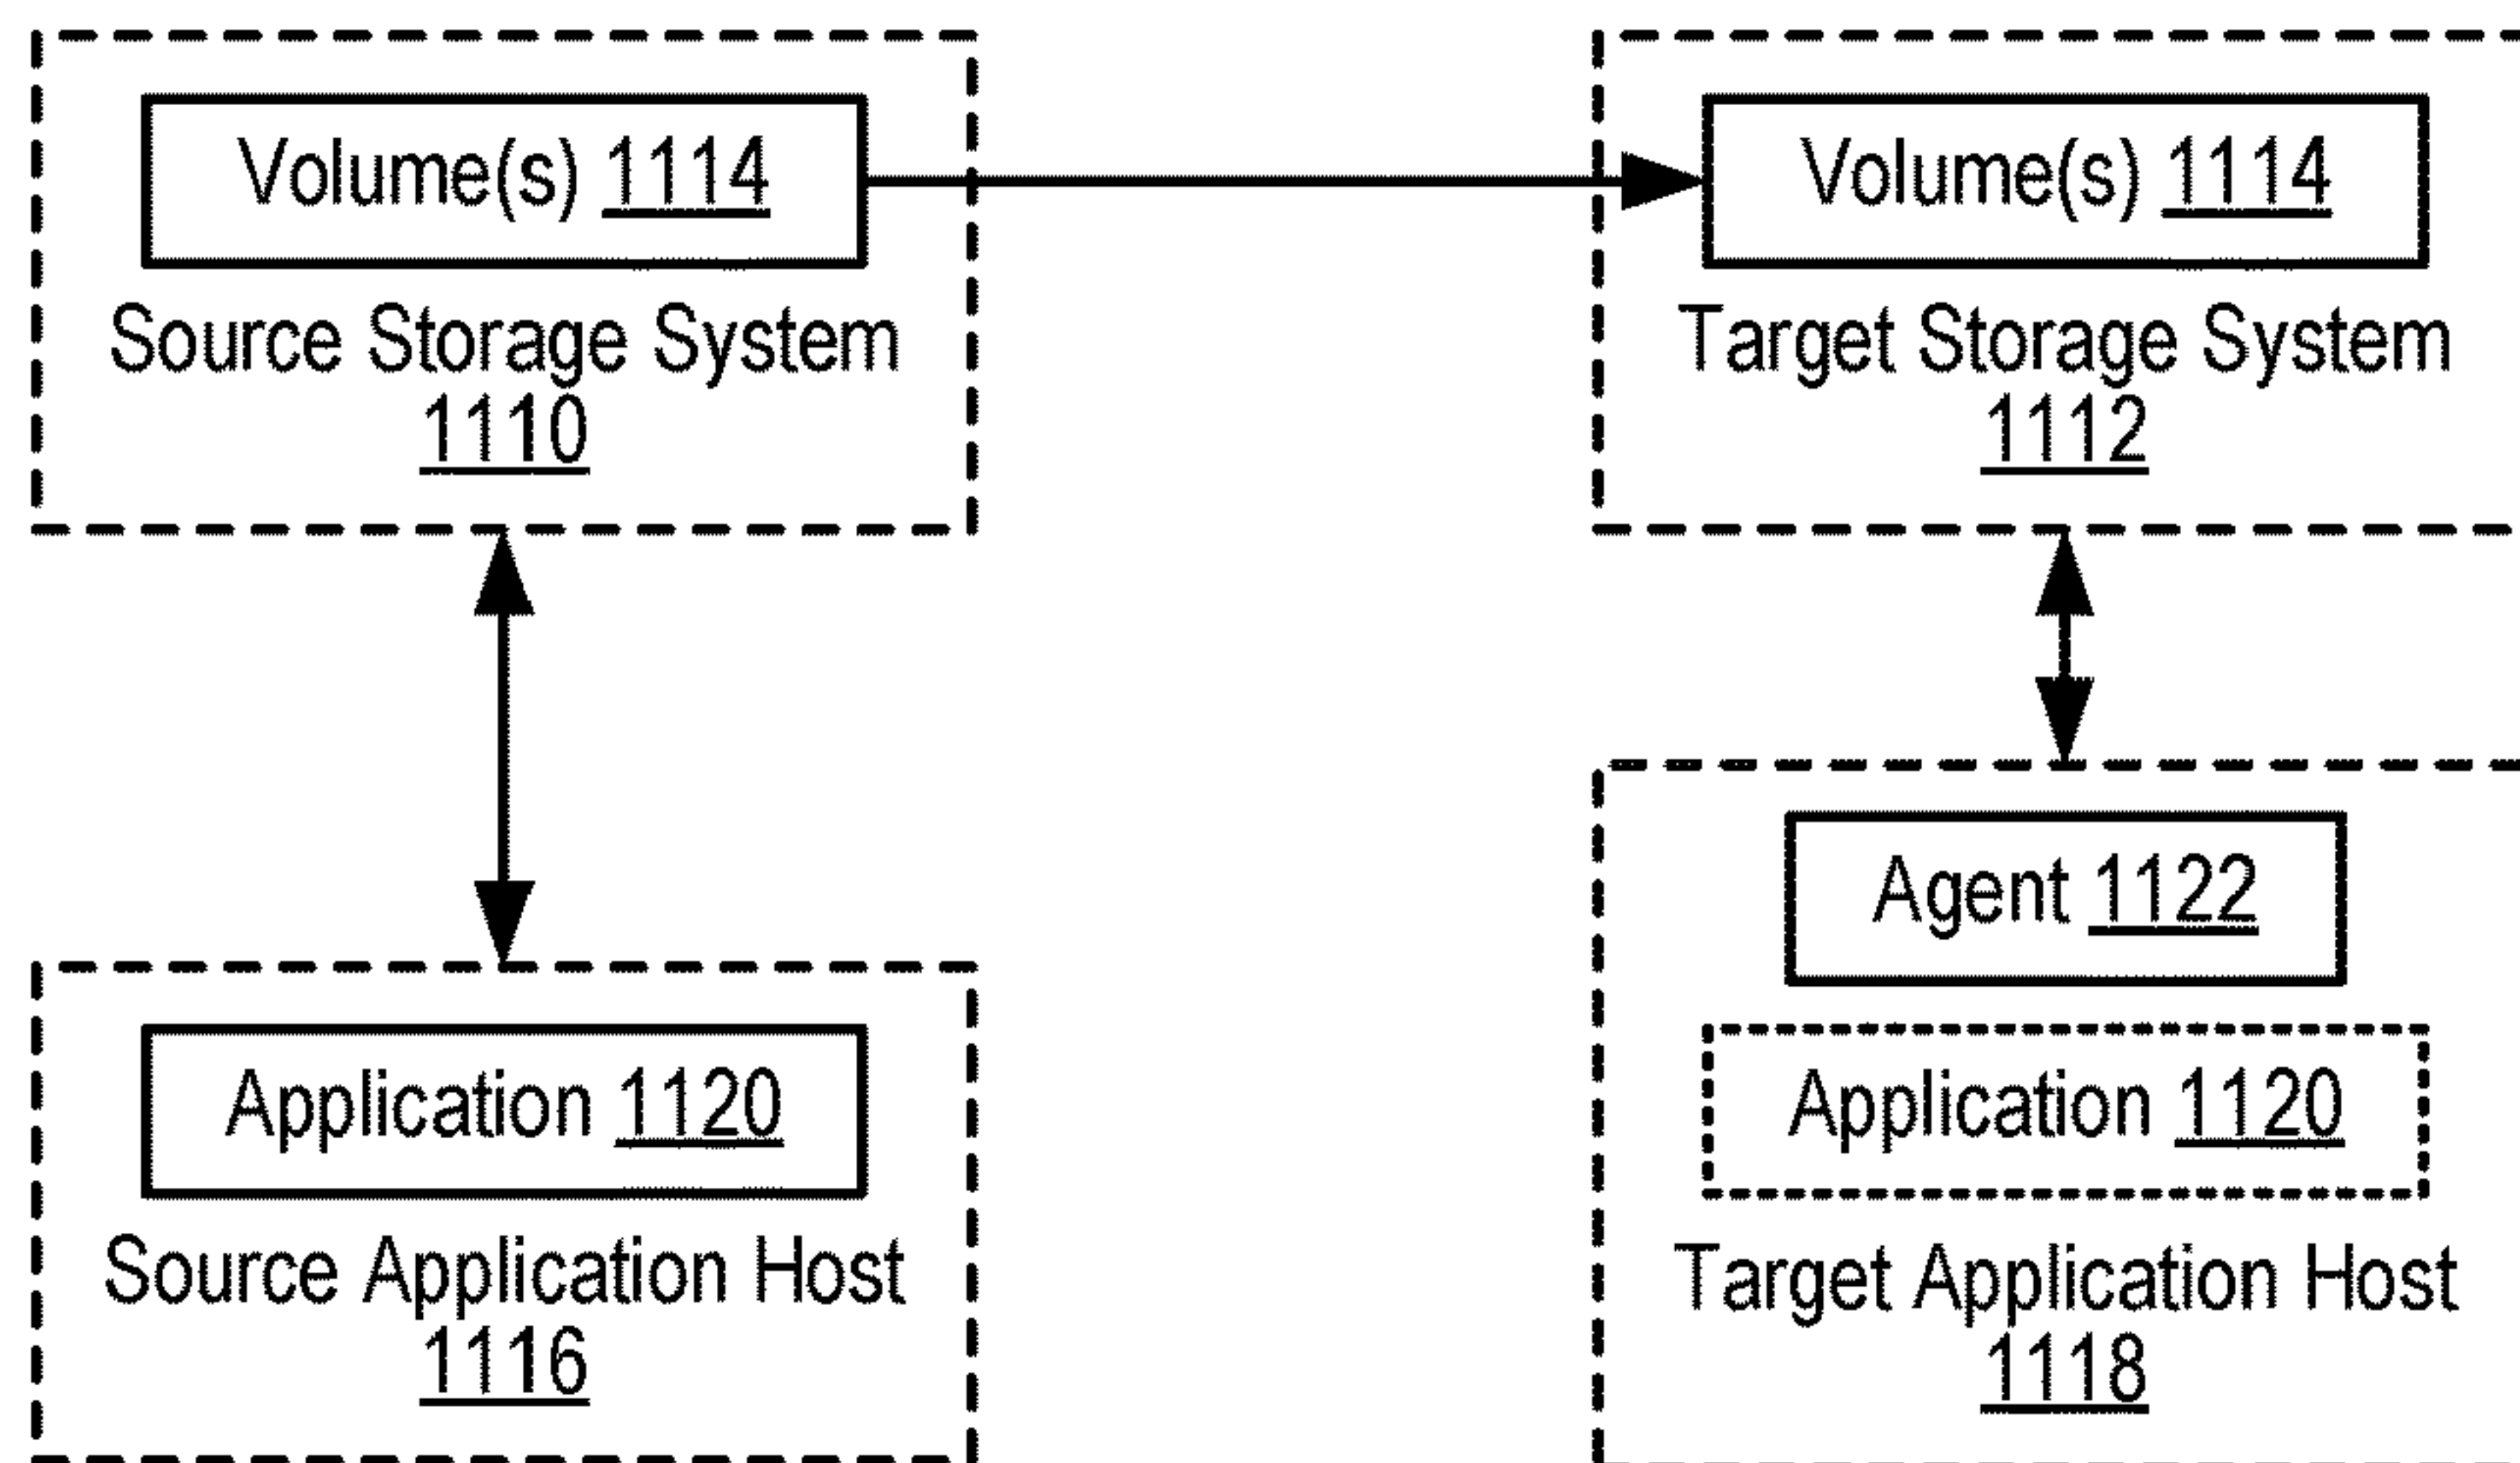 Volume(s) 1114
Source Storage System
1110
Volume(s) 1114
Target Storage System
1112
Application 1120
Source Application Host
1116
Agent 1122
Application 1120
Target Application Host
1118